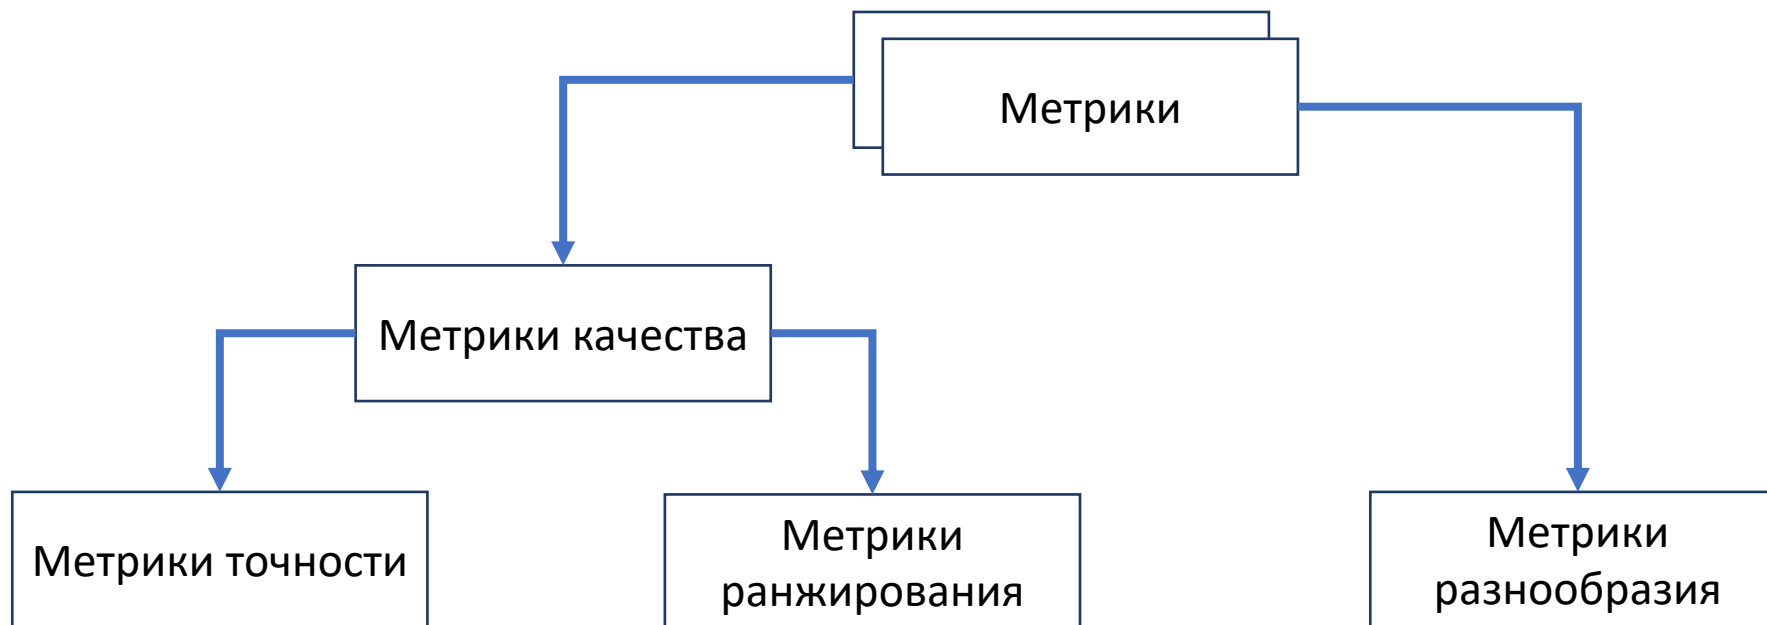 Метрики
Метрики качества
Метрики точности
Метрики
ранжирования
Метрики
разнообразия